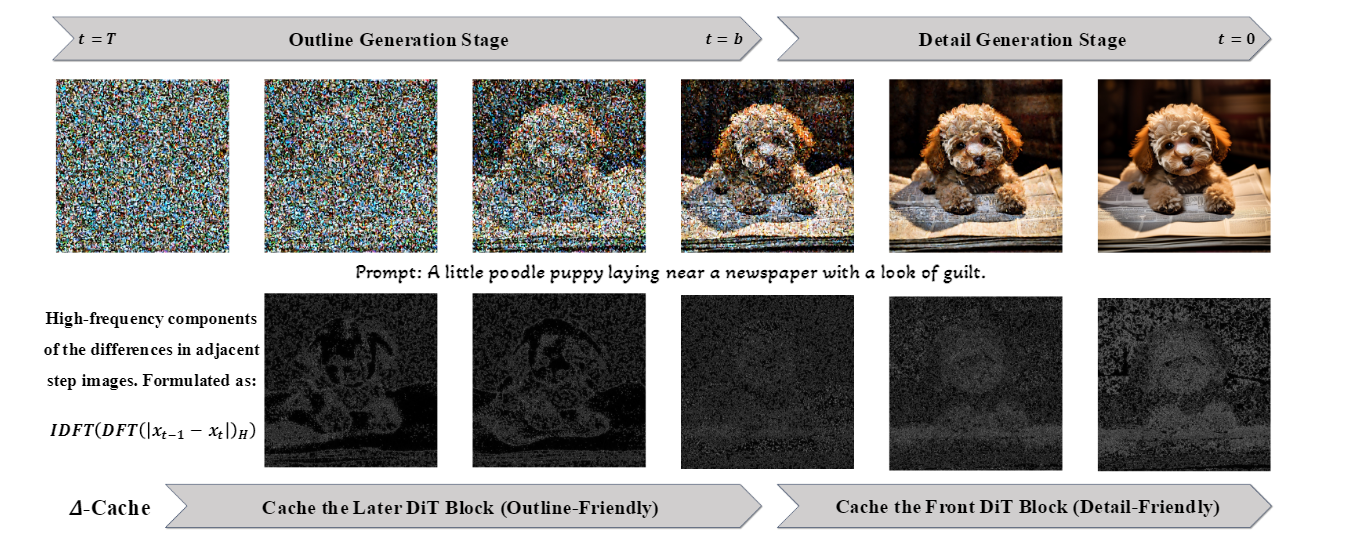 t = T Outline Generation Stage t = b Detail Generation Stage t = 0
Prompt: A little poodle puppy laying near a newspaper with a look of guilt.
High-frequency components
of the differences in adjacent
step images. Formulated as:
IDFT(DFT(|x_{t−1} − x_t|)_H)
Δ-Cache Cache the Later DiT Block (Outline-Friendly) Cache the Front DiT Block (Detail-Friendly)